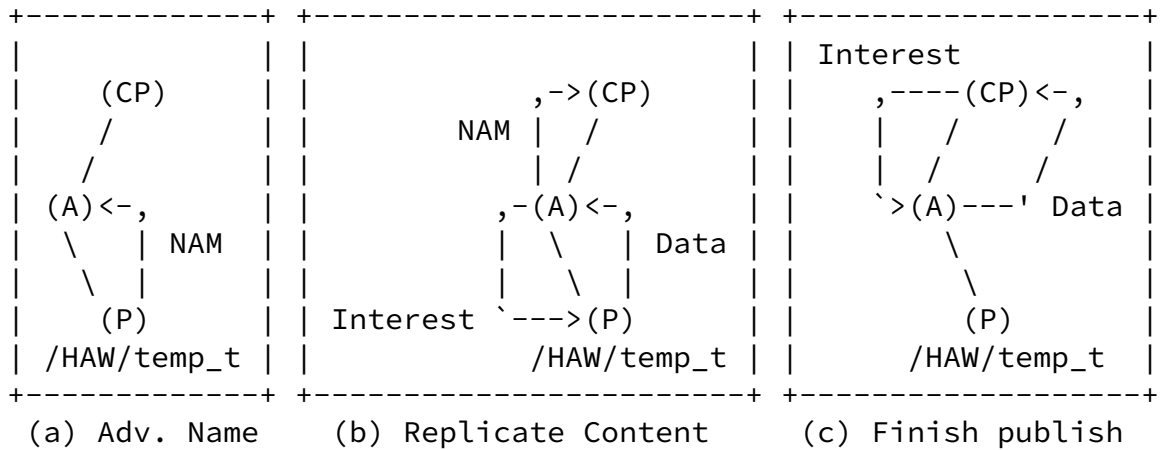 +-------------+ +-----------------------+ +-------------------+
|             | |                       | | Interest          |
|     (CP)    | |             ,->(CP)   | |    ,----(CP)<-,   |
|     /       | |         NAM |  /      | |    |    /     /   |
|    /        | |             | /       | |    |   /     /    |
| (A)<-,      | |           ,-(A)<-,    | |    `>(A)---' Data |
|  \   | NAM  | |           |  \   | Data | |        \         |
|   \  |      | |           |   \  |    | |         \         |
|    (P)      | | Interest `--->(P)     | |         (P)       |
| /HAW/temp_t | |           /HAW/temp_t | |      /HAW/temp_t  |
+-------------+ +-----------------------+ +-------------------+
(a) Adv. Name (b) Replicate Content (c) Finish publish